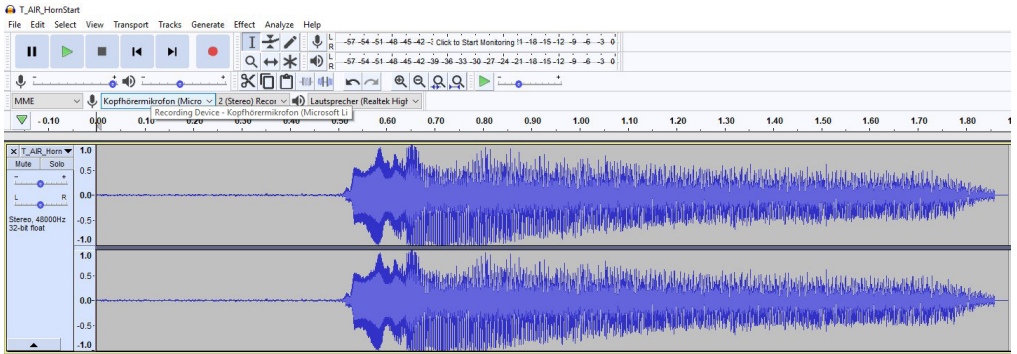 T_AIR_HornStart
File Edit Select View Transport Tracks Generate Effect Analyze Help
L R -57 -54 -51 -48 -45 -42 -3 Click to Start Monitoring !1 -18 -15 -12 -9 -6 -3 0
L R -57 -54 -51 -48 -45 -42 -39 -36 -33 -30 -27 -24 -21 -18 -15 -12 -9 -6 -3 0
- + - + - +
MME Kopfhörermikrofon (Micro 2 (Stereo) Recor Lautsprecher (Realtek High
Recording Device - Kopfhörermikrofon (Microsoft Li
- 0.10 0.00 0.10 0.60 0.70 0.80 0.90 1.00 1.10 1.20 1.30 1.40 1.50 1.60 1.70 1.80 1
X T_AIR_Horn 1.0
Mute Solo 0.5-
- + 0.0-
L R
Stereo, 48000Hz -0.5-
32-bit float
-1.0
1.0
0.5-
0.0-
-0.5-
-1.0